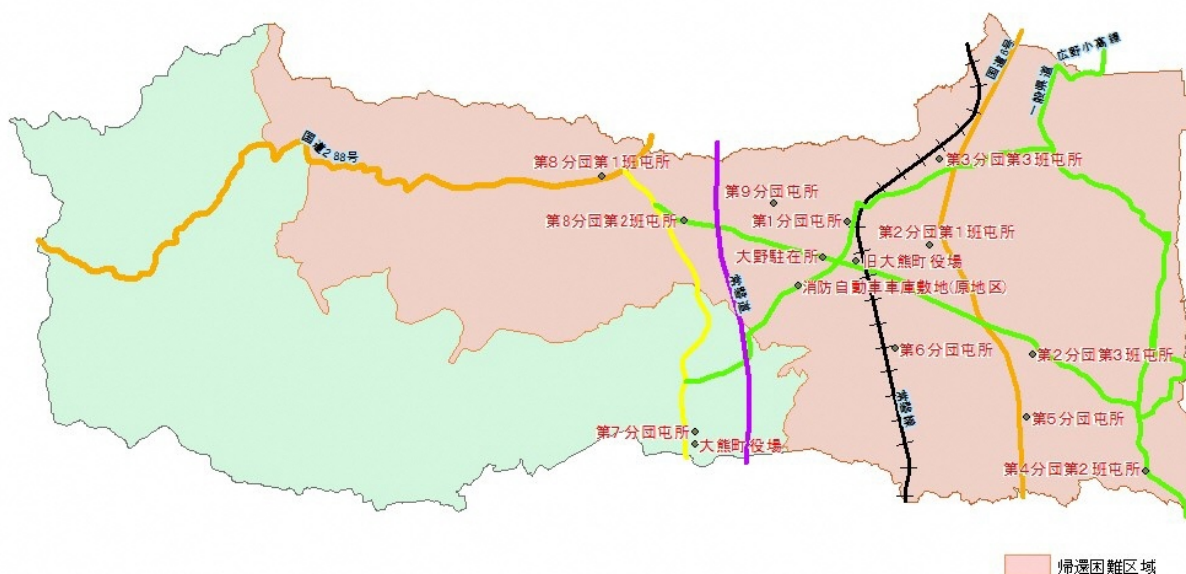 広野小高線
国道6号
一般県道
国道288号
第8分団第1班屯所
第3分団第3班屯所
第9分団屯所
第8分団第2班屯所
第1分団屯所
第2分団第1班屯所
大野駐在所
旧大熊町役場
消防自動車車庫敷地(原地区)
常磐道
第6分団屯所
第2分団第3班屯所
常磐線
第5分団屯所
第7分団屯所
大熊町役場
第4分団第2班屯所
帰還困難区域